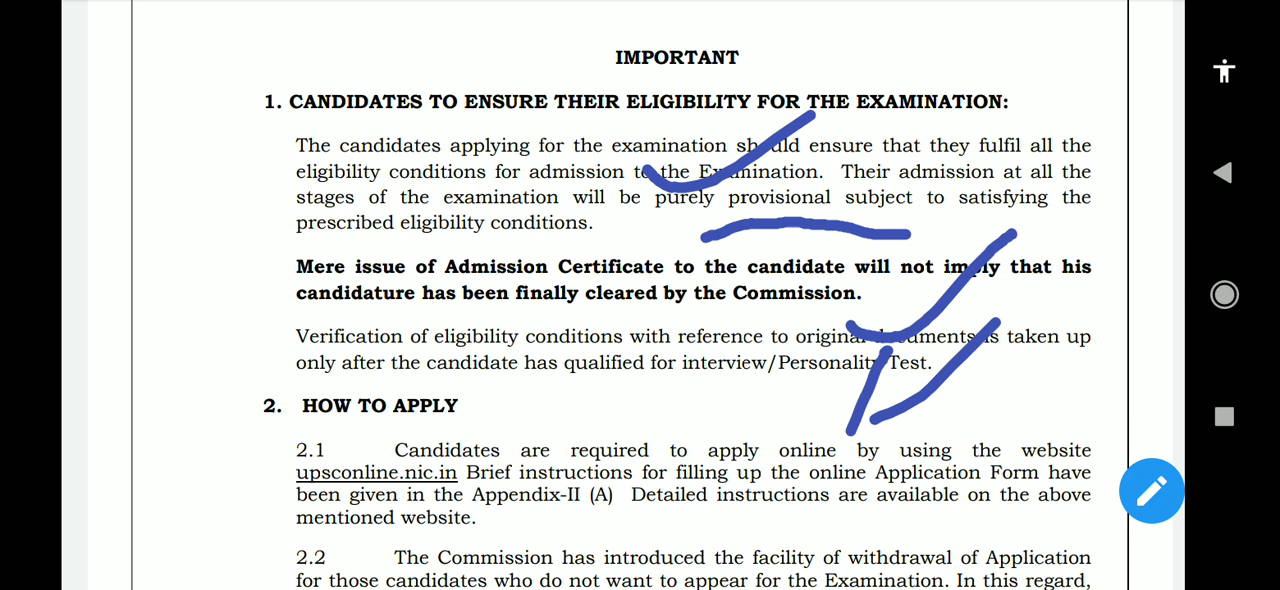 IMPORTANT
1. CANDIDATES TO ENSURE THEIR ELIGIBILITY FOR THE EXAMINATION:
The candidates applying for the examination should ensure that they fulfil all the
eligibility conditions for admission to the Examination. Their admission at all the
stages of the examination will be purely provisional subject to satisfying the
prescribed eligibility conditions.
Mere issue of Admission Certificate to the candidate will not imply that his
candidature has been finally cleared by the Commission.
Verification of eligibility conditions with reference to original documents is taken up
only after the candidate has qualified for interview/Personality Test.
2. HOW TO APPLY
2.1 Candidates are required to apply online by using the website
upsconline.nic.in Brief instructions for filling up the online Application Form have
been given in the Appendix-II (A) Detailed instructions are available on the above
mentioned website.
2.2 The Commission has introduced the facility of withdrawal of Application
for those candidates who do not want to appear for the Examination. In this regard,